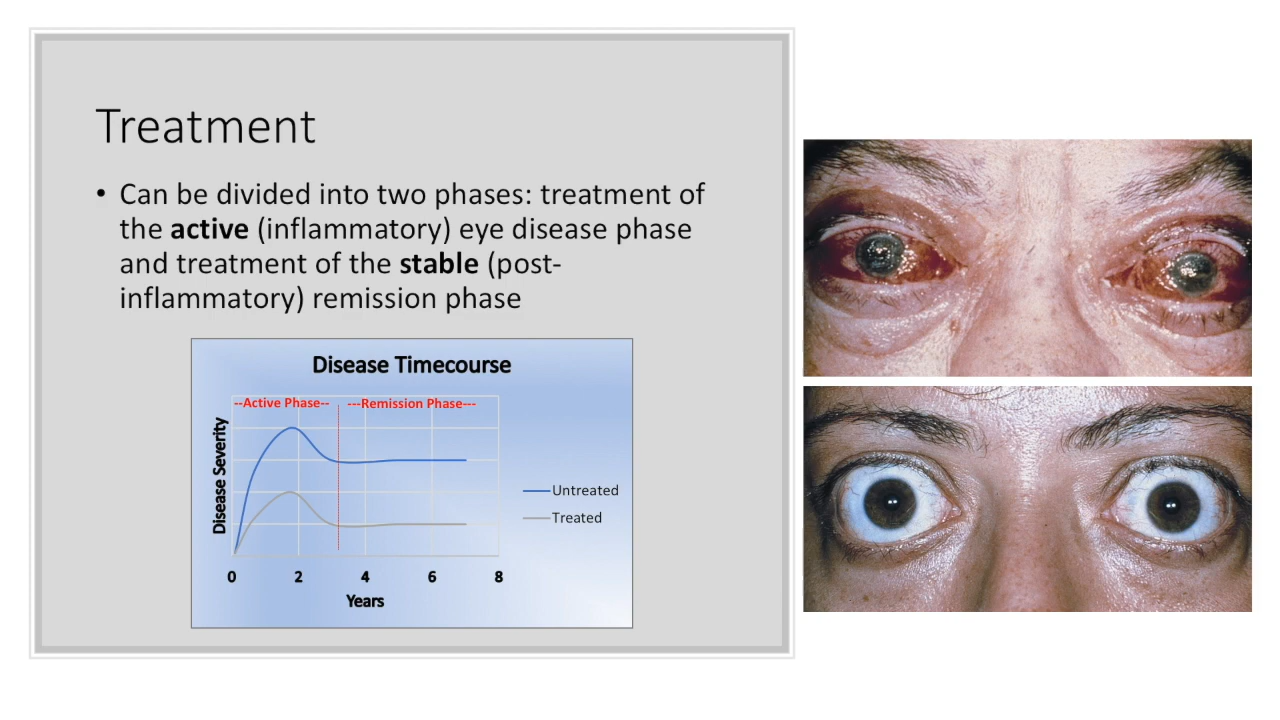 Treatment
• Can be divided into two phases: treatment of
the active (inflammatory) eye disease phase
and treatment of the stable (post-
inflammatory) remission phase
Disease Timecourse
--Active Phase--
---Remission Phase---
Disease Severity
Untreated
Treated
0 2 4 6 8
Years